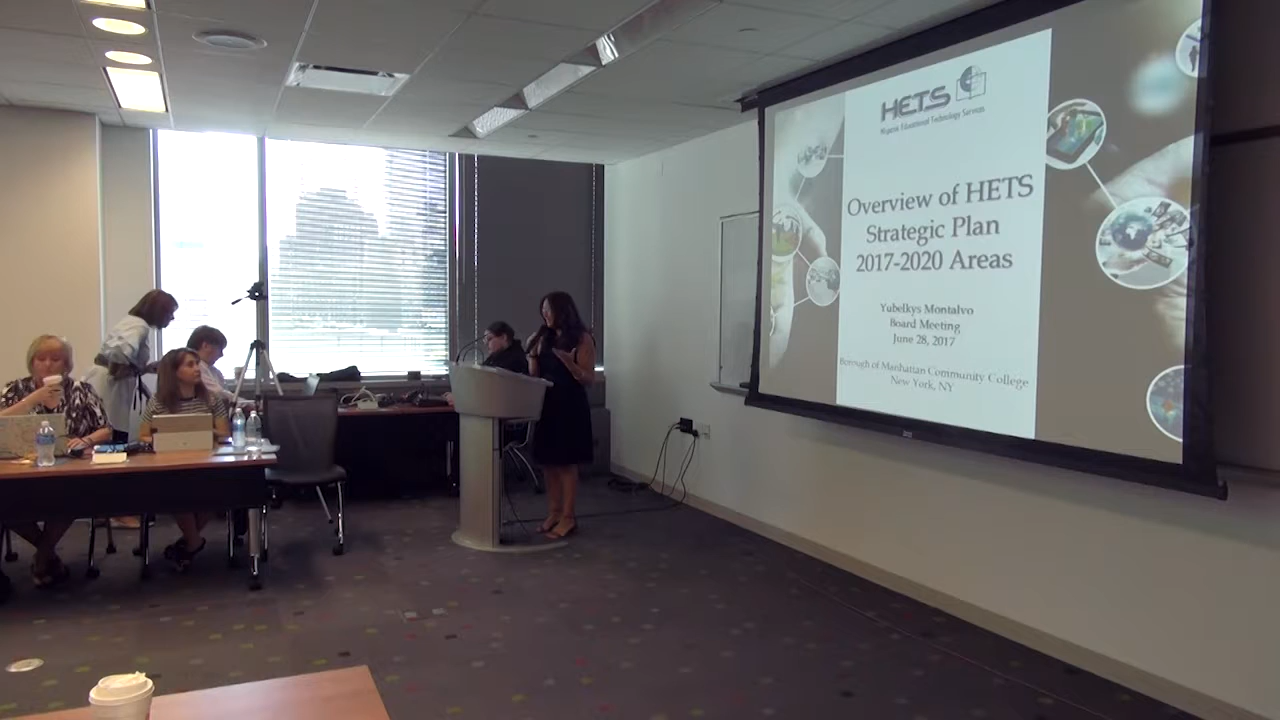 HETS
Hispanic Educational Technology Services
Overview of HETS
Strategic Plan
2017-2020 Areas
Yubelkys Montalvo
Board Meeting
June 28, 2017
Borough of Manhattan Community College
New York, NY